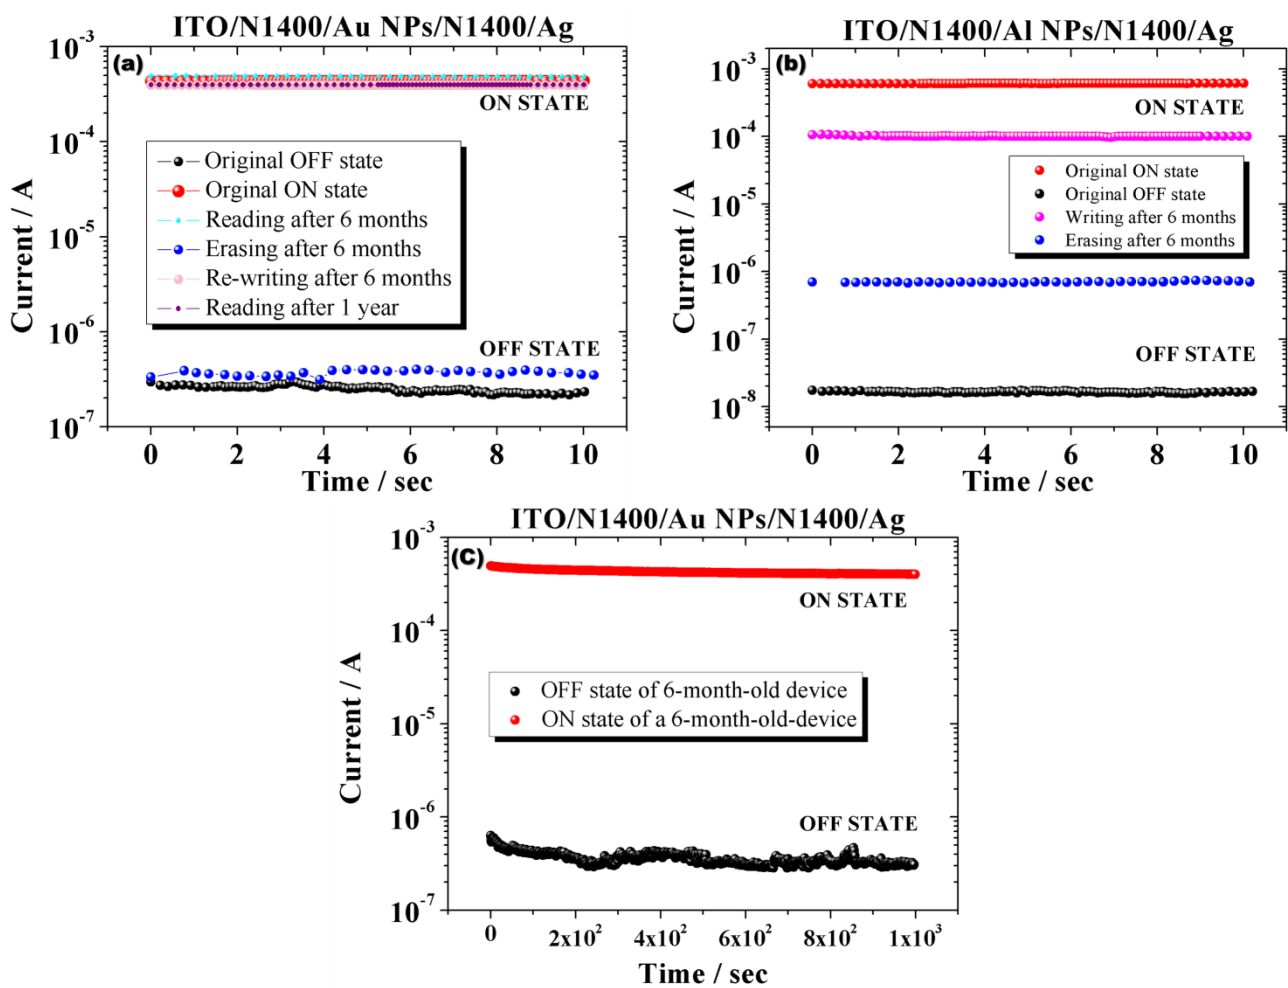 ITO/N1400/Au NPs/N1400/Ag
(a)
10⁻³
10⁻⁴
10⁻⁵
10⁻⁶
10⁻⁷
Current / A
ON STATE
Original OFF state
Orginal ON state
Reading after 6 months
Erasing after 6 months
Re-writing after 6 months
Reading after 1 year
OFF STATE
0 2 4 6 8 10
Time / sec
ITO/N1400/Al NPs/N1400/Ag
(b)
10⁻³
10⁻⁴
10⁻⁵
10⁻⁶
10⁻⁷
10⁻⁸
Current / A
ON STATE
Original ON state
Original OFF state
Writing after 6 months
Erasing after 6 months
OFF STATE
0 2 4 6 8 10
Time / sec
ITO/N1400/Au NPs/N1400/Ag
(C)
10⁻³
10⁻⁴
10⁻⁵
10⁻⁶
10⁻⁷
Current / A
ON STATE
OFF state of 6-month-old device
ON state of a 6-month-old-device
OFF STATE
0 2x10² 4x10² 6x10² 8x10² 1x10³
Time / sec